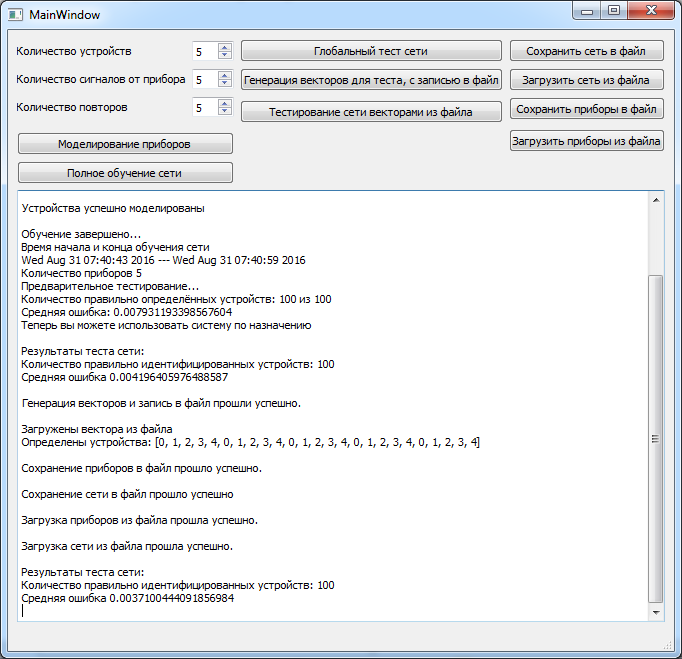 MainWindow
Количество устройств
5
Глобальный тест сети
Сохранить сеть в файл
Количество сигналов от прибора
5
Генерация векторов для теста, с записью в файл
Загрузить сеть из файла
Количество повторов
5
Тестирование сети векторами из файла
Сохранить приборы в файл
Моделирование приборов
Загрузить приборы из файла
Полное обучение сети
Устройства успешно моделированы
Обучение завершено...
Время начала и конца обучения сети
Wed Aug 31 07:40:43 2016 --- Wed Aug 31 07:40:59 2016
Количество приборов 5
Предварительное тестирование...
Количество правильно определённых устройств: 100 из 100
Средняя ошибка: 0.007931193398567604
Теперь вы можете использовать систему по назначению
Результаты теста сети:
Количество правильно идентифицированных устройств: 100
Средняя ошибка 0.004196405976488587
Генерация векторов и запись в файл прошли успешно.
Загружены вектора из файла
Определены устройства: [0, 1, 2, 3, 4, 0, 1, 2, 3, 4, 0, 1, 2, 3, 4, 0, 1, 2, 3, 4, 0, 1, 2, 3, 4]
Сохранение приборов в файл прошло успешно.
Сохранение сети в файл прошло успешно
Загрузка приборов из файла прошла успешно.
Загрузка сети из файла прошла успешно.
Результаты теста сети:
Количество правильно идентифицированных устройств: 100
Средняя ошибка 0.0037100444091856984